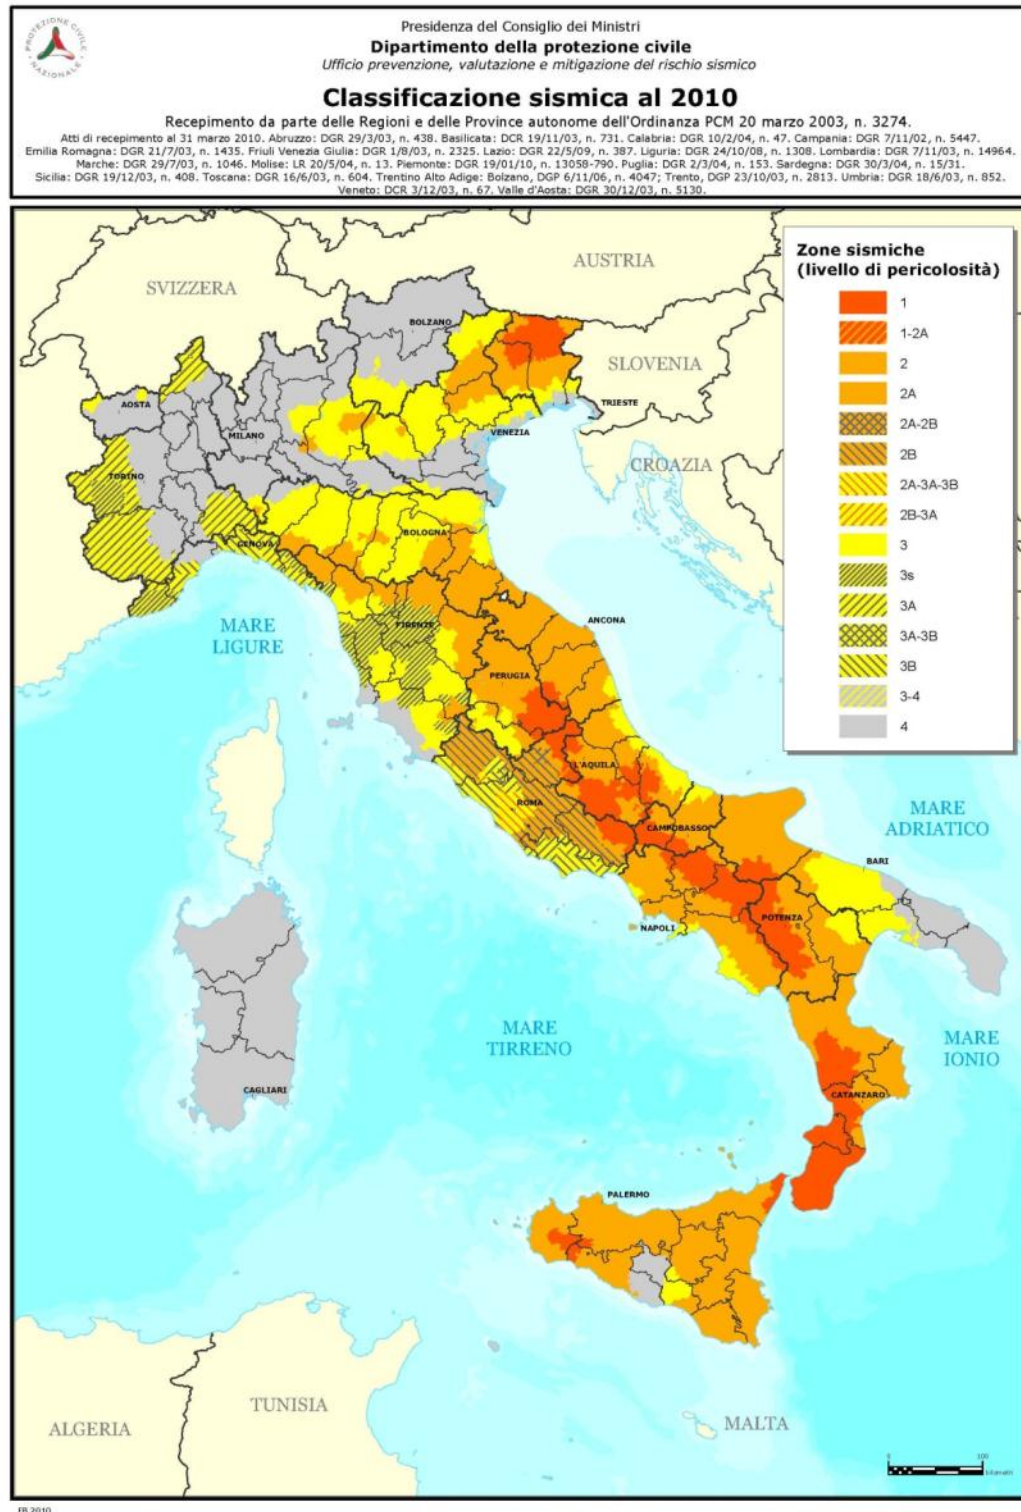 PROTEZIONE CIVILE
NAZIONALE
Presidenza del Consiglio dei Ministri
Dipartimento della protezione civile
Ufficio prevenzione, valutazione e mitigazione del rischio sismico
Classificazione sismica al 2010
Recepimento da parte delle Regioni e delle Province autonome dell'Ordinanza PCM 20 marzo 2003, n. 3274.
Atti di recepimento al 31 marzo 2010. Abruzzo: DGR 29/3/03, n. 438. Basilicata: DCR 19/11/03, n. 731. Calabria: DGR 10/2/04, n. 47. Campania: DGR 7/11/02, n. 5447.
Emilia Romagna: DGR 21/7/03, n. 1435. Friuli Venezia Giulia: DGR 1/8/03, n. 2325. Lazio: DGR 22/5/09, n. 387. Liguria: DGR 24/10/08, n. 1308. Lombardia: DGR 7/11/03, n. 14964.
Marche: DGR 29/7/03, n. 1046. Molise: LR 20/5/04, n. 13. Piemonte: DGR 19/01/10, n. 13058-790. Puglia: DGR 2/3/04, n. 153. Sardegna: DGR 30/3/04, n. 15/31.
Sicilia: DGR 19/12/03, n. 408. Toscana: DGR 16/6/03, n. 604. Trentino Alto Adige: Bolzano, DGP 6/11/06, n. 4047; Trento, DGP 23/10/03, n. 2813. Umbria: DGR 18/6/03, n. 852.
Veneto: DCR 3/12/03, n. 67. Valle d'Aosta: DGR 30/12/03, n. 5130.
Zone sismiche
(livello di pericolosità)
1
1-2A
2
2A
2A-2B
2B
2A-3A-3B
2B-3A
3
3s
3A
3A-3B
3B
3-4
4
AUSTRIA
SVIZZERA
BOLZANO
SLOVENIA
AOSTA
TRIESTE
MILANO
VENEZIA
CROAZIA
TORINO
BOLOGNA
GENOVA
MARE
LIGURE
FIRENZE
ANCONA
PERUGIA
L'AQUILA
ROMA
MARE
ADRIATICO
CAMPOBASSO
BARI
NAPOLI
POTENZA
MARE
TIRRENO
MARE
IONIO
CAGLIARI
CATANZARO
PALERMO
TUNISIA
ALGERIA
MALTA
0 100
kilometri
FB 2010